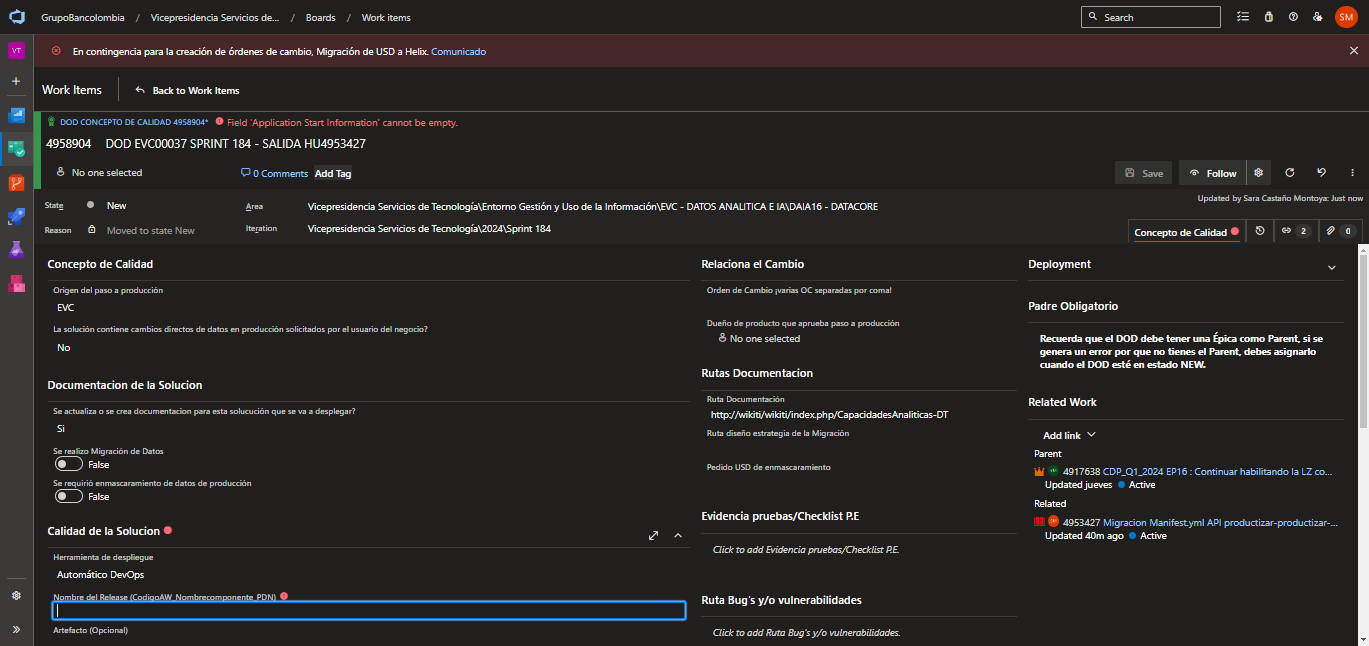 GrupoBancolombia / Vicepresidencia Servicios de... / Boards / Work items
Search
SM
VT
En contingencia para la creación de órdenes de cambio, Migración de USD a Helix. Comunicado
Work Items
Back to Work Items
DOD CONCEPTO DE CALIDAD 4958904*
Field 'Application Start Information' cannot be empty.
4958904 DOD EVC00037 SPRINT 184 - SALIDA HU4953427
No one selected
0 Comments
Add Tag
Save
Follow
State
New
Area
Vicepresidencia Servicios de Tecnología\Entorno Gestión y Uso de la Información\EVC - DATOS ANALITICA E IA\DAIA16 - DATACORE
Updated by Sara Castaño Montoya: Just now
Reason
Moved to state New
Iteration
Vicepresidencia Servicios de Tecnología\2024\Sprint 184
Concepto de Calidad
2
0
Concepto de Calidad
Origen del paso a producción
EVC
La solución contiene cambios directos de datos en producción solicitados por el usuario del negocio?
No
Documentacion de la Solucion
Se actualiza o se crea documentacion para esta solucución que se va a desplegar?
Si
Se realizo Migración de Datos
False
Se requirió enmascaramiento de datos de producción
False
Calidad de la Solucion
Herramienta de despliegue
Automático DevOps
Nombre del Release (CodigoAW_Nombrecomponente_PDN)
Artefacto (Opcional)
Relaciona el Cambio
Orden de Cambio ¡varias OC separadas por coma!
Dueño de producto que aprueba paso a producción
No one selected
Rutas Documentacion
Ruta Documentación
http://wikiti/wikiti/index.php/CapacidadesAnaliticas-DT
Ruta diseño estrategia de la Migración
Pedido USD de enmascaramiento
Evidencia pruebas/Checklist P.E
Click to add Evidencia pruebas/Checklist P.E.
Ruta Bug's y/o vulnerabilidades
Click to add Ruta Bug's y/o vulnerabilidades.
Deployment
Padre Obligatorio
Recuerda que el DOD debe tener una Épica como Parent, si se
genera un error por que no tienes el Parent, debes asignarlo
cuando el DOD esté en estado NEW.
Related Work
Add link
Parent
4917638 CDP_Q1_2024 EP16 : Continuar habilitando la LZ co...
Updated jueves
Active
Related
4953427 Migracion Manifest.yml API productizar-productizar-...
Updated 40m ago
Active